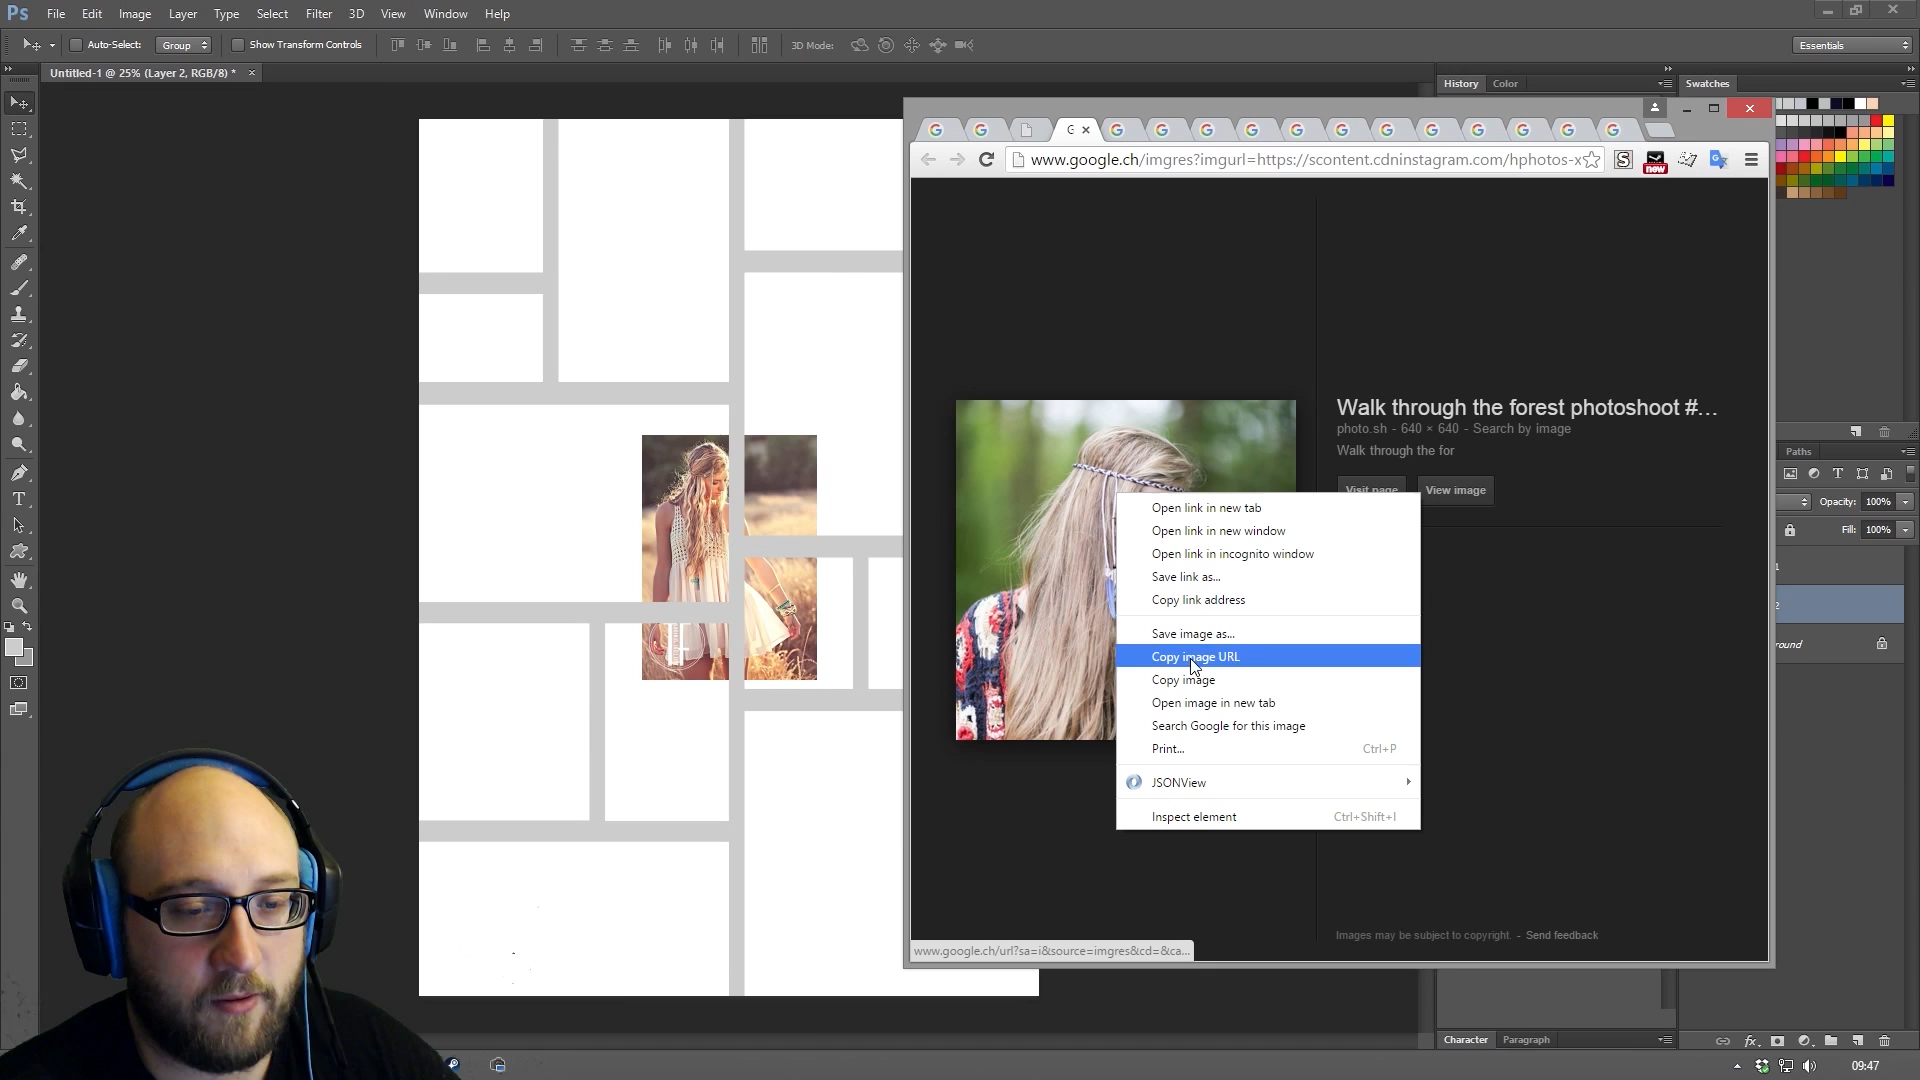 Ps File Edit Image Layer Type Select Filter 3D View Window Help
Auto-Select: Group Show Transform Controls 3D Mode: Essentials
Untitled-1 @ 25% (Layer 2, RGB/8) * ×
History Color Swatches
G
www.google.ch/imgres?imgurl=https://scontent.cdninstagram.com/hphotos-x
new
Walk through the forest photoshoot #...
photo.sh - 640 × 640 - Search by image
Walk through the for
Visit page View image
Paths
Opacity: 100%
Fill: 100%
1
2
round
Open link in new tab
Open link in new window
Open link in incognito window
Save link as...
Copy link address
Save image as...
Copy image URL
Copy image
Open image in new tab
Search Google for this image
Print... Ctrl+P
JSONView
Inspect element Ctrl+Shift+I
Images may be subject to copyright. - Send feedback
www.google.ch/url?sa=i&source=imgres&cd=&ca...
Character Paragraph
09:47